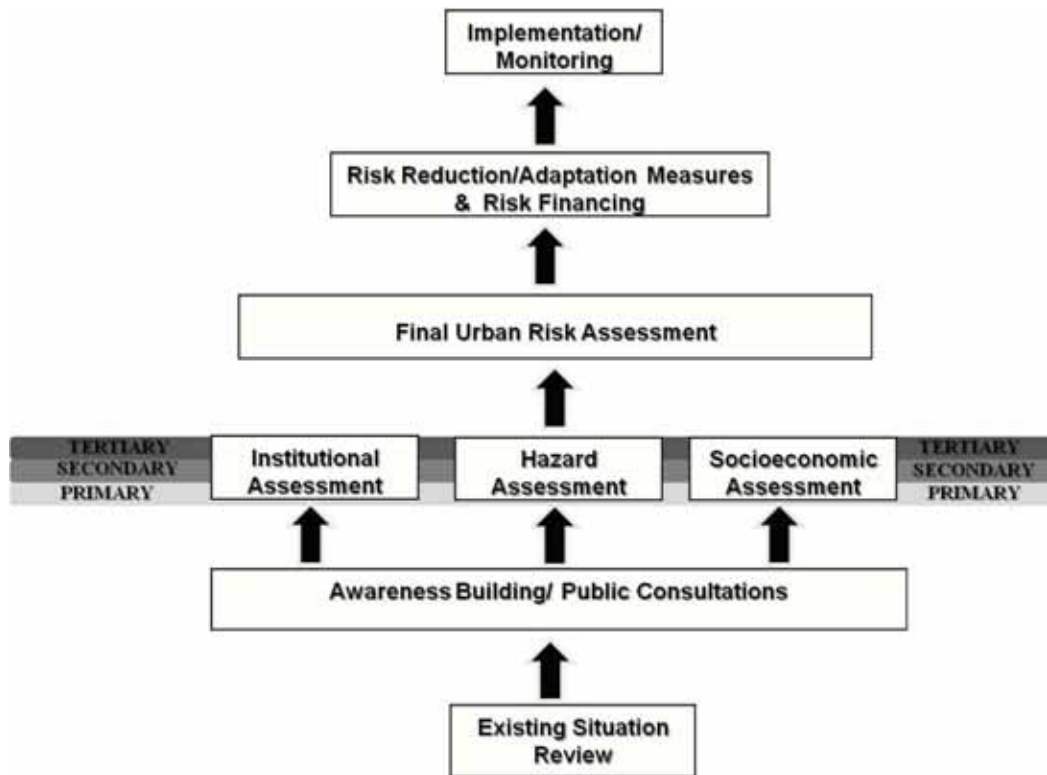 Implementation/
Monitoring
Risk Reduction/Adaptation Measures
& Risk Financing
Final Urban Risk Assessment
TERTIARY
SECONDARY
PRIMARY
Institutional
Assessment
Hazard
Assessment
Socioeconomic
Assessment
TERTIARY
SECONDARY
PRIMARY
Awareness Building/ Public Consultations
Existing Situation
Review